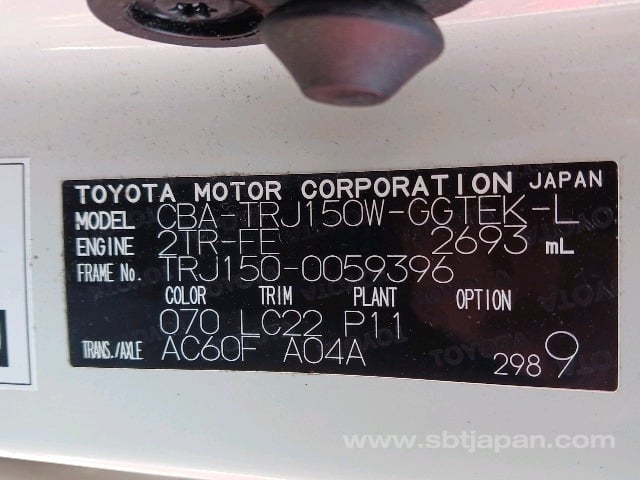 TOYOTA MOTOR CORPORATION JAPAN
MODEL CBA-TRJ150W-GGTEK-L
ENGINE 2TR-FE 2693 mL
FRAME No. TRJ150-0059396
COLOR TRIM PLANT OPTION
070 LC22 P11
TRANS./AXLE AC60F A04A 298 9
www.sbtjapan.com